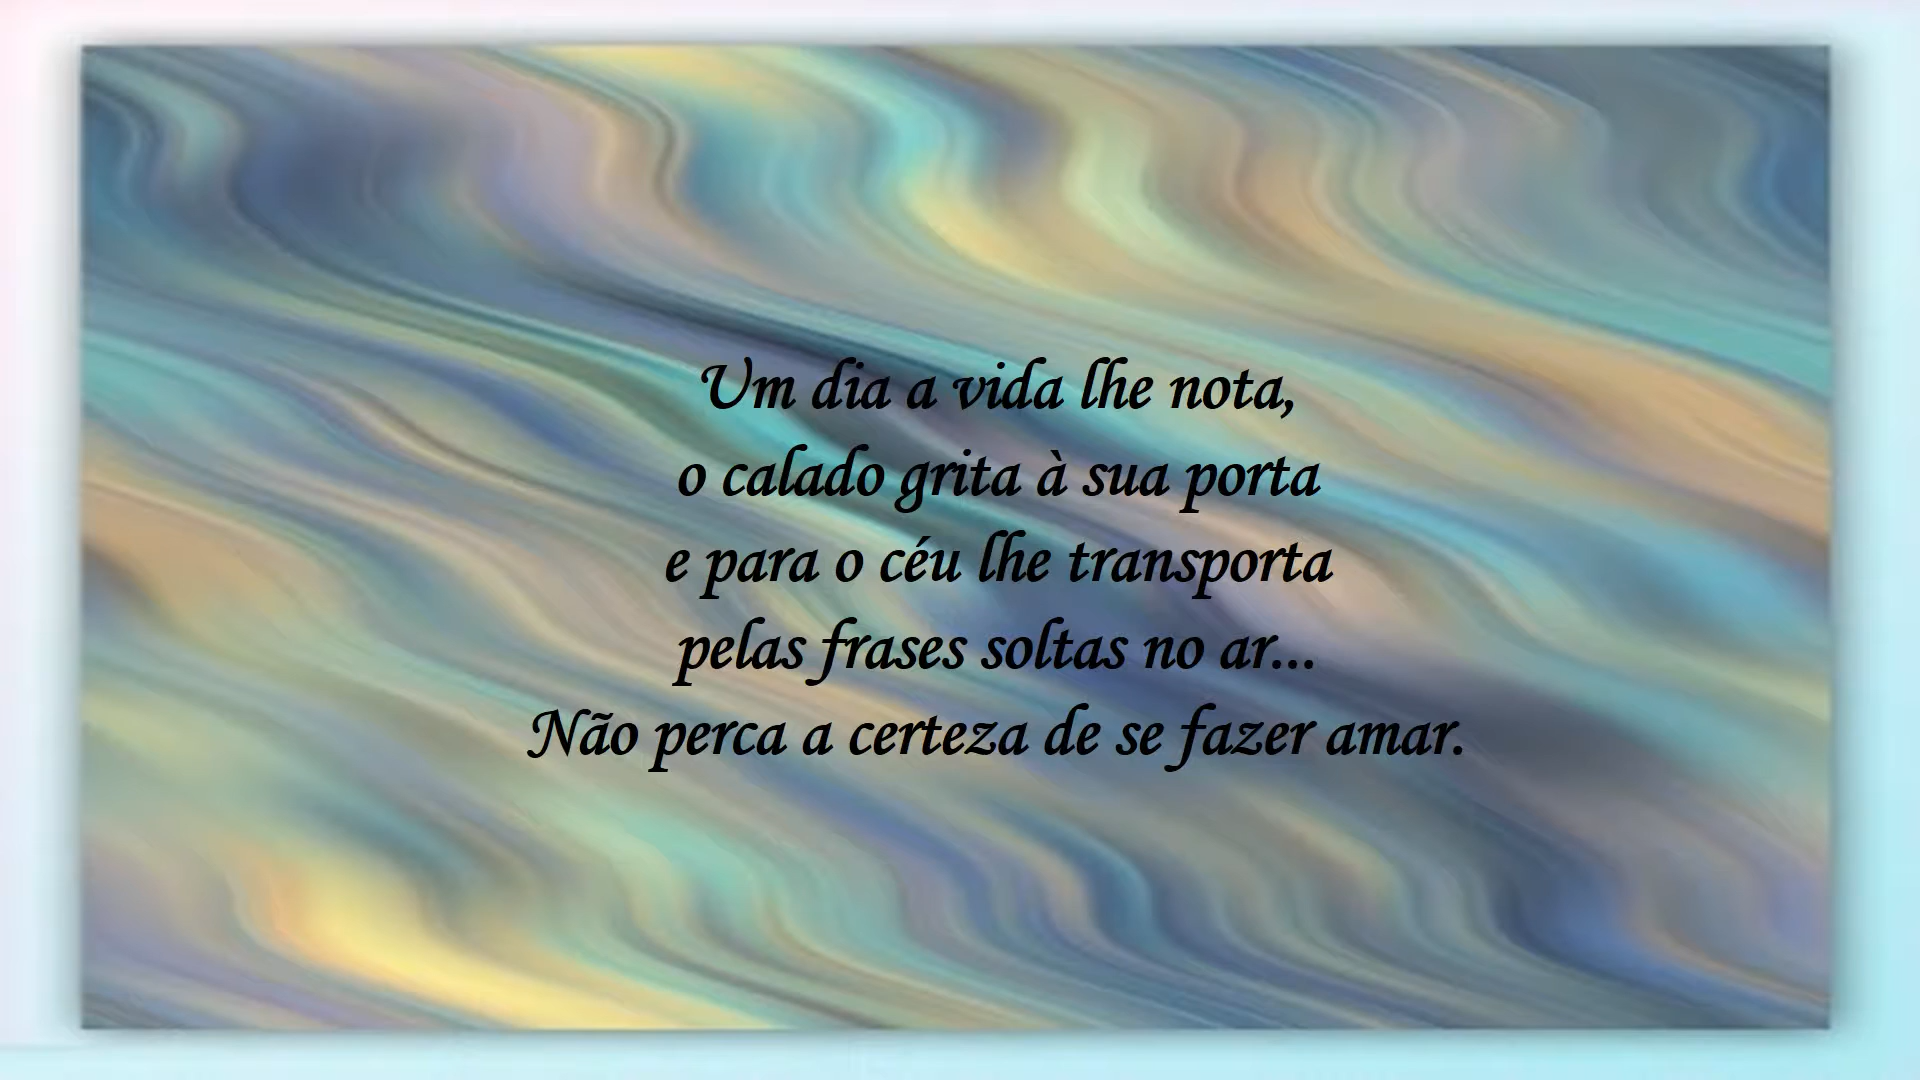 Um dia a vida lhe nota,
o calado grita à sua porta
e para o céu lhe transporta
pelas frases soltas no ar...
Não perca a certeza de se fazer amar.